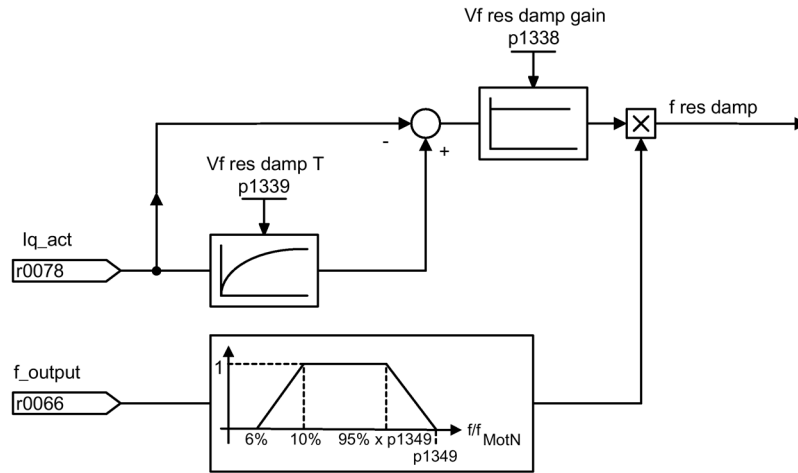 Vf res damp gain
p1338
f res damp
-
+
Vf res damp T
p1339
Iq_act
r0078
f_output
r0066
1
6% 10% 95% x p1349
p1349
f/fMotN